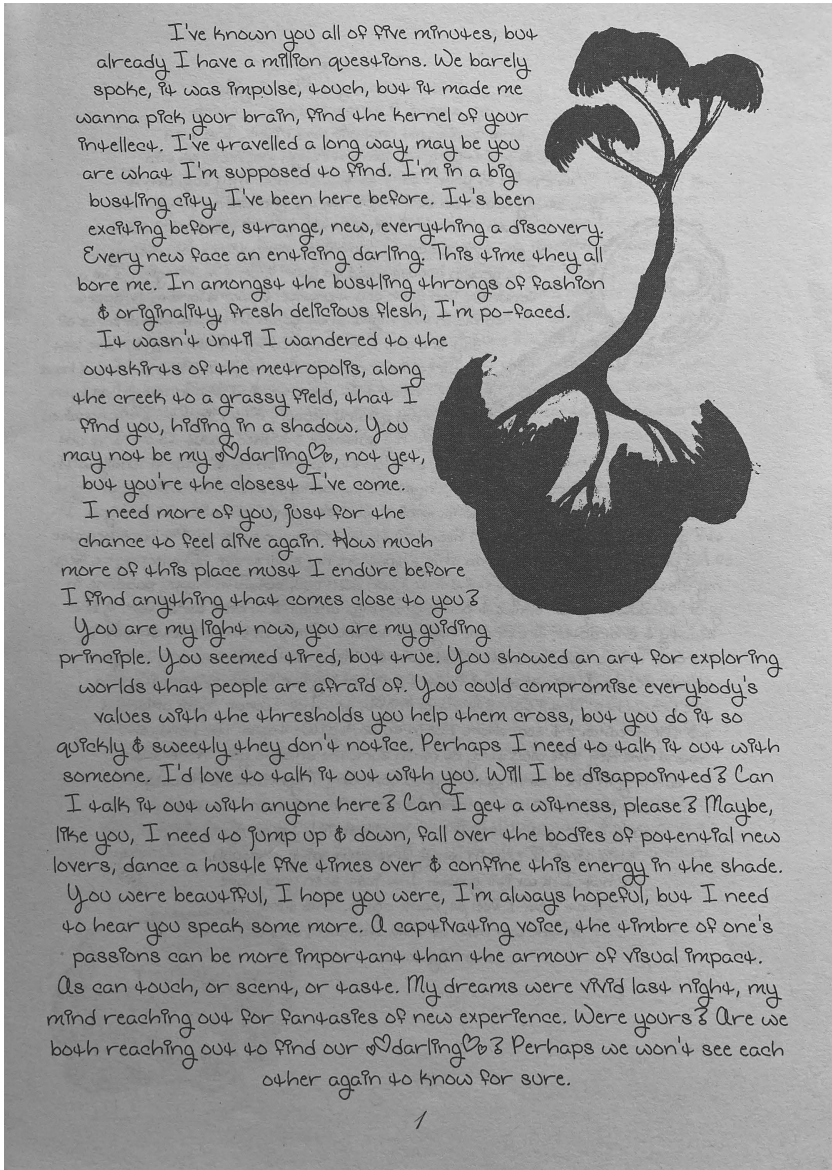 I've known you all of five minutes, but
already I have a million questions. We barely
spoke, it was impulse, touch, but it made me
wanna pick your brain, find the kernel of your
intellect. I've travelled a long way, may be you
are what I'm supposed to find. I'm in a big
bustling city, I've been here before. It's been
exciting before, strange, new, everything a discovery.
Every new face an enticing darling. This time they all
bore me. In amongst the bustling throngs of fashion
& originality, fresh delicious flesh, I'm po-faced.
It wasn't until I wandered to the
outskirts of the metropolis, along
the creek to a grassy field, that I
find you, hiding in a shadow. You
may not be my ♡darling♡, not yet,
but you're the closest I've come.
I need more of you, just for the
chance to feel alive again. How much
more of this place must I endure before
I find anything that comes close to you?
You are my light now, you are my guiding
principle. You seemed tired, but true. You showed an art for exploring
worlds that people are afraid of. You could compromise everybody's
values with the thresholds you help them cross, but you do it so
quickly & sweetly they don't notice. Perhaps I need to talk it out with
someone. I'd love to talk it out with you. Will I be disappointed? Can
I talk it out with anyone here? Can I get a witness, please? Maybe,
like you, I need to jump up & down, fall over the bodies of potential new
lovers, dance a hustle five times over & confine this energy in the shade.
You were beautiful, I hope you were, I'm always hopeful, but I need
to hear you speak some more. A captivating voice, the timbre of one's
passions can be more important than the armour of visual impact.
As can touch, or scent, or taste. My dreams were vivid last night, my
mind reaching out for fantasies of new experience. Were yours? Are we
both reaching out to find our ♡darling♡? Perhaps we won't see each
other again to know for sure.
1